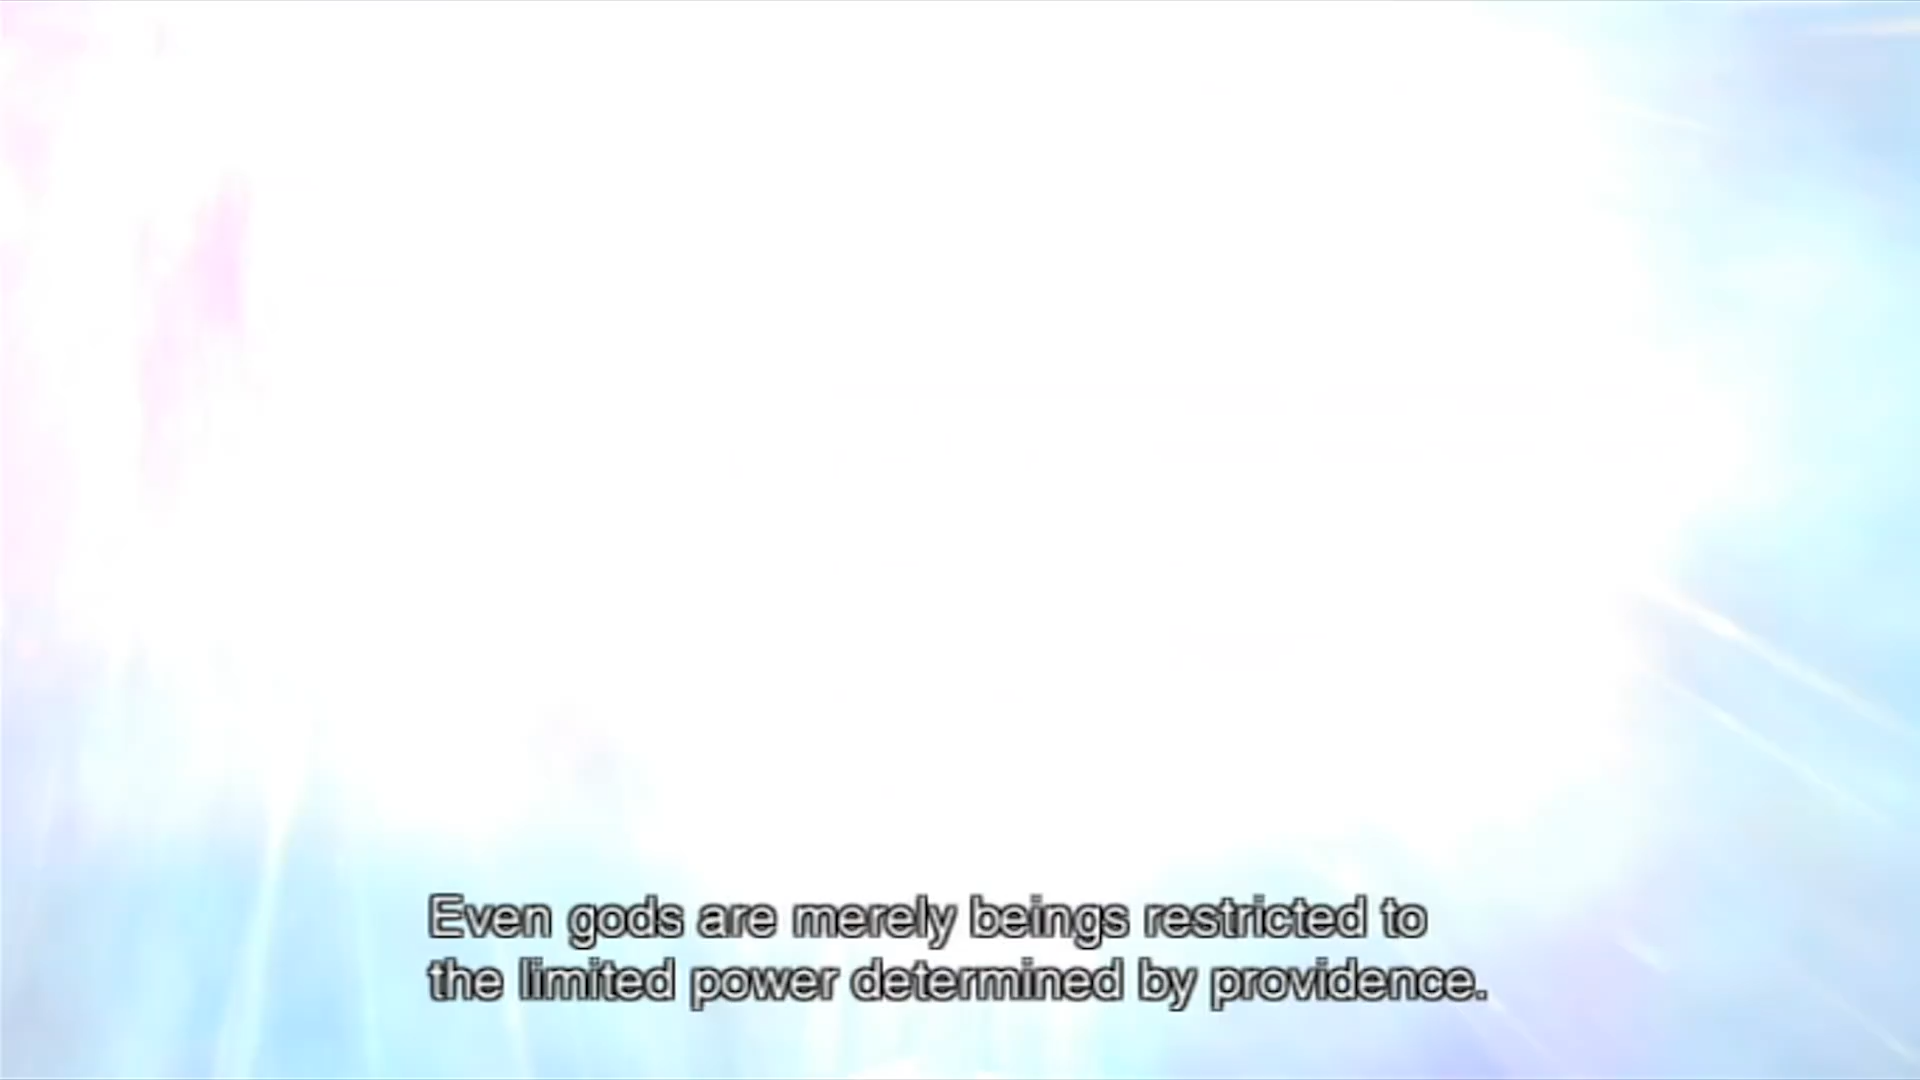 Even gods are merely beings restricted to
the limited power determined by providence.